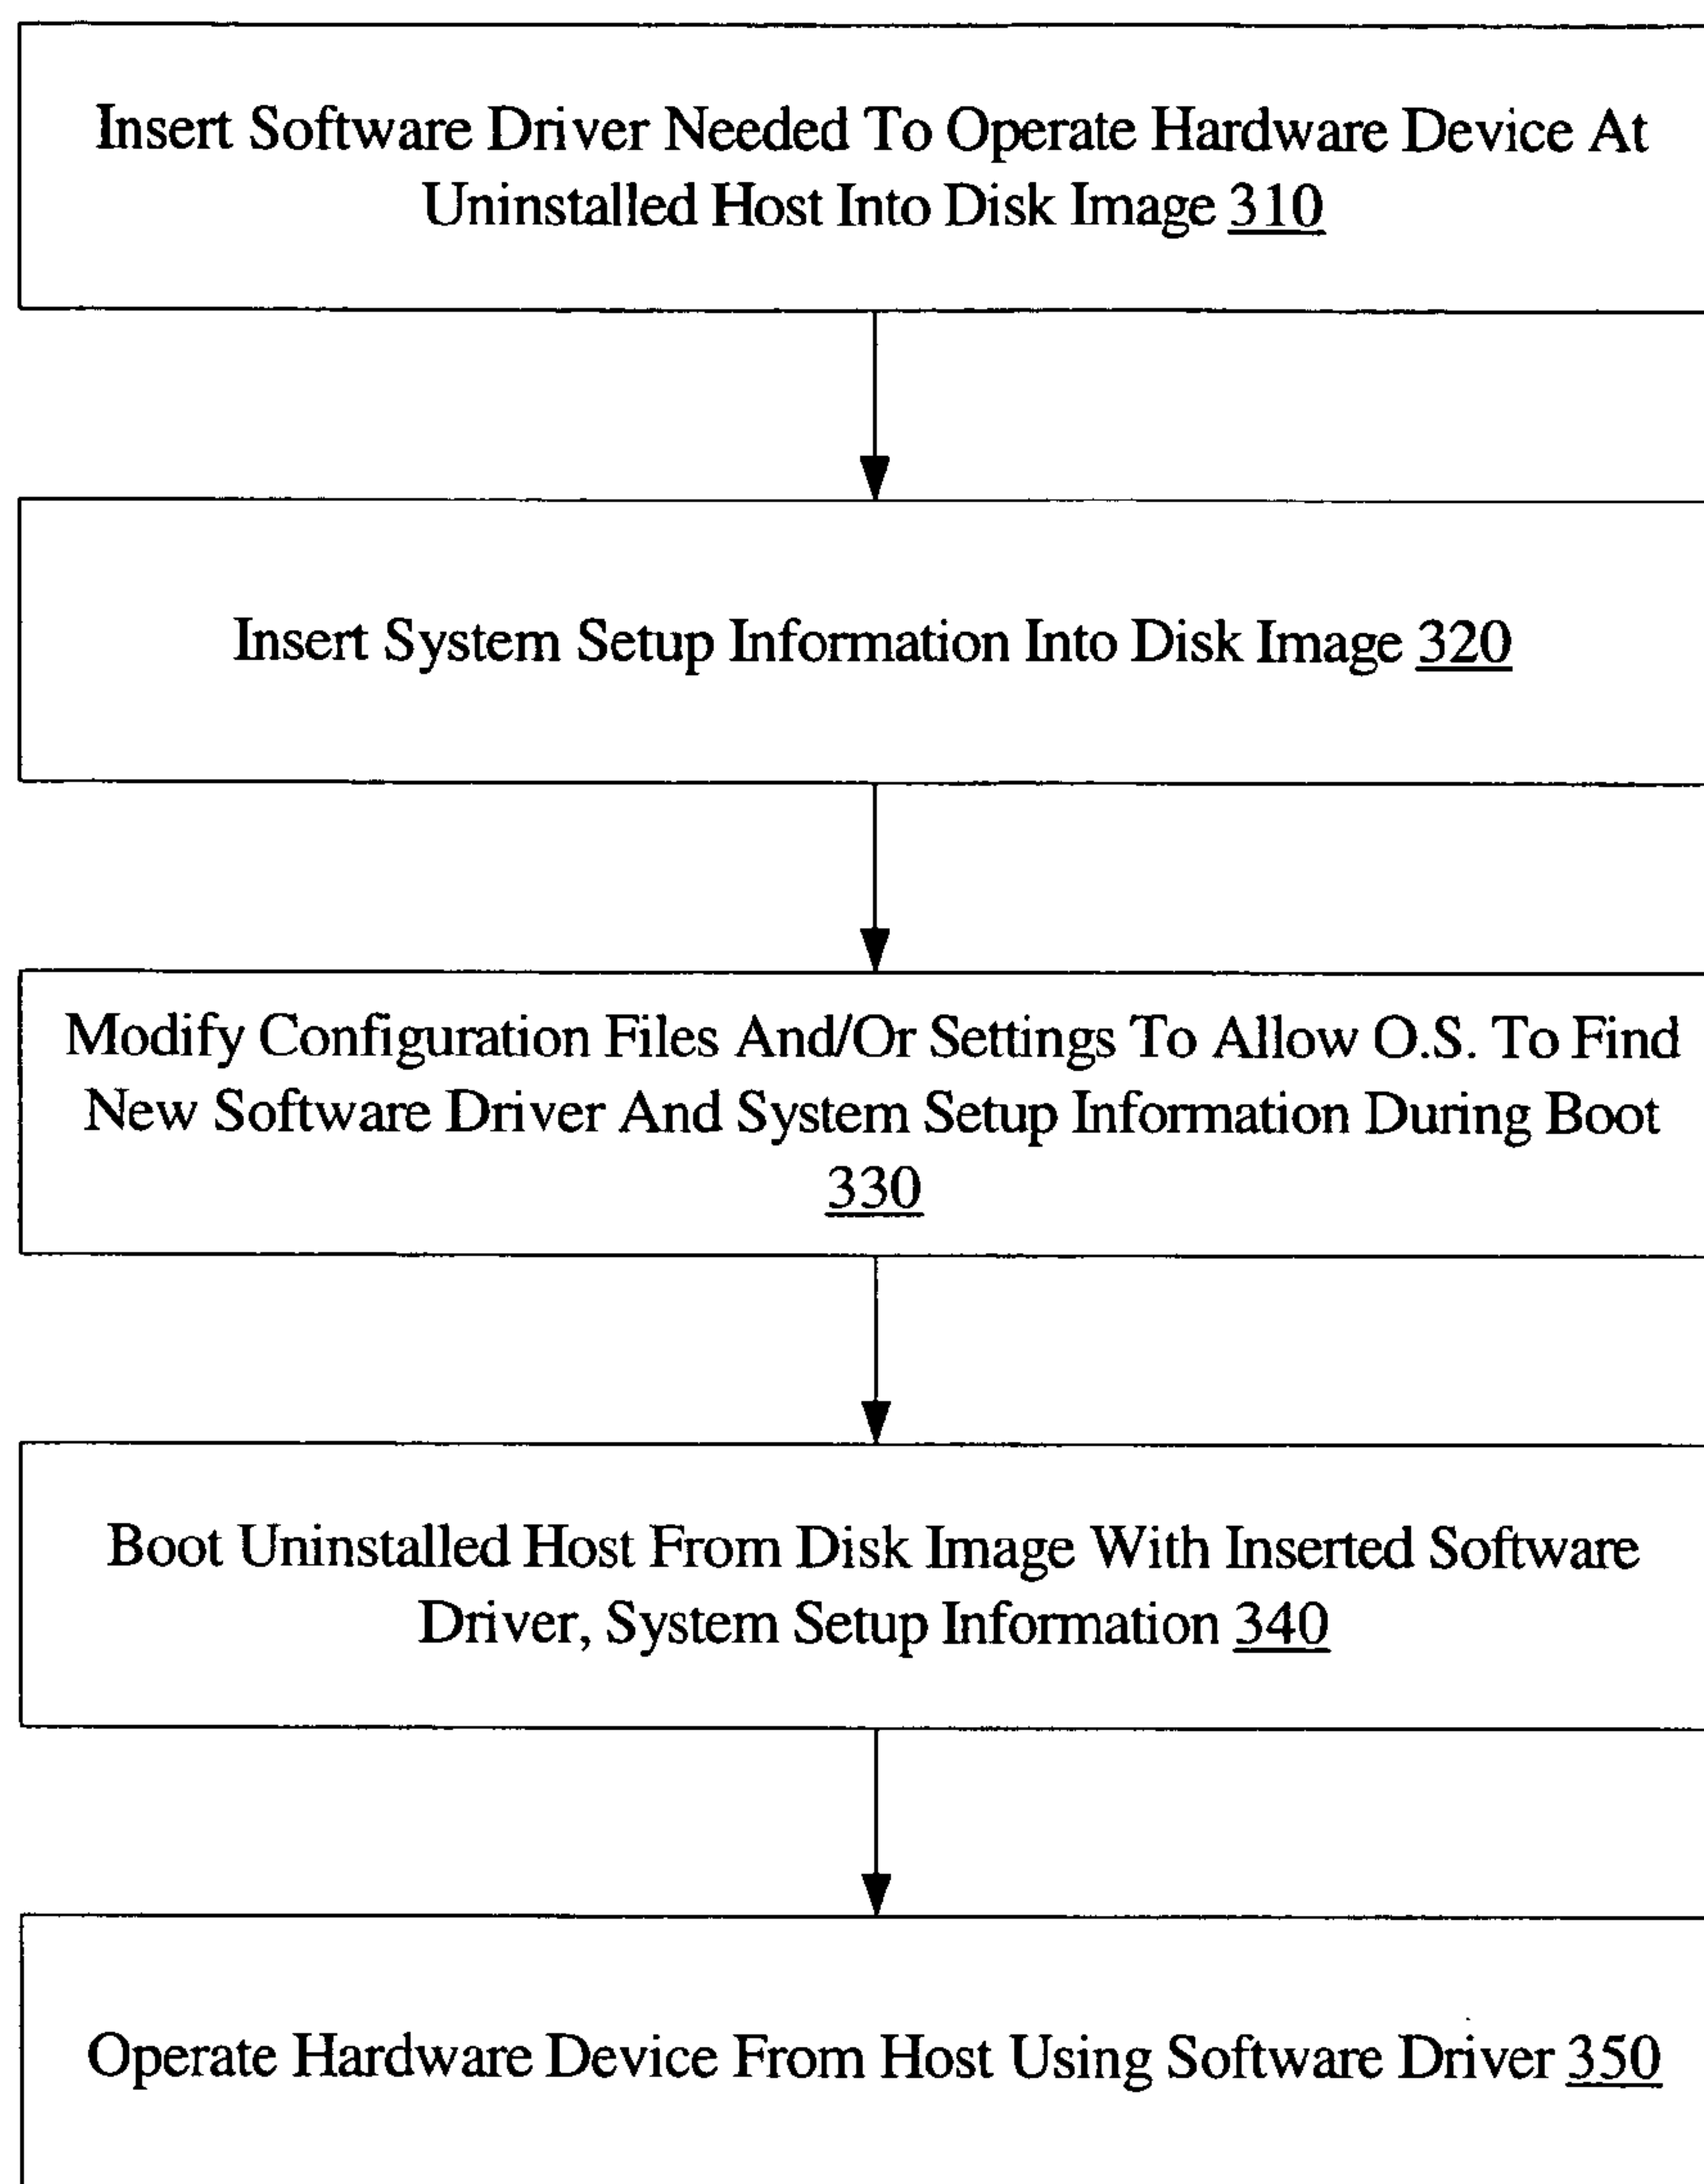 Insert Software Driver Needed To Operate Hardware Device At
Uninstalled Host Into Disk Image 310
Insert System Setup Information Into Disk Image 320
Modify Configuration Files And/Or Settings To Allow O.S. To Find
New Software Driver And System Setup Information During Boot
330
Boot Uninstalled Host From Disk Image With Inserted Software
Driver, System Setup Information 340
Operate Hardware Device From Host Using Software Driver 350